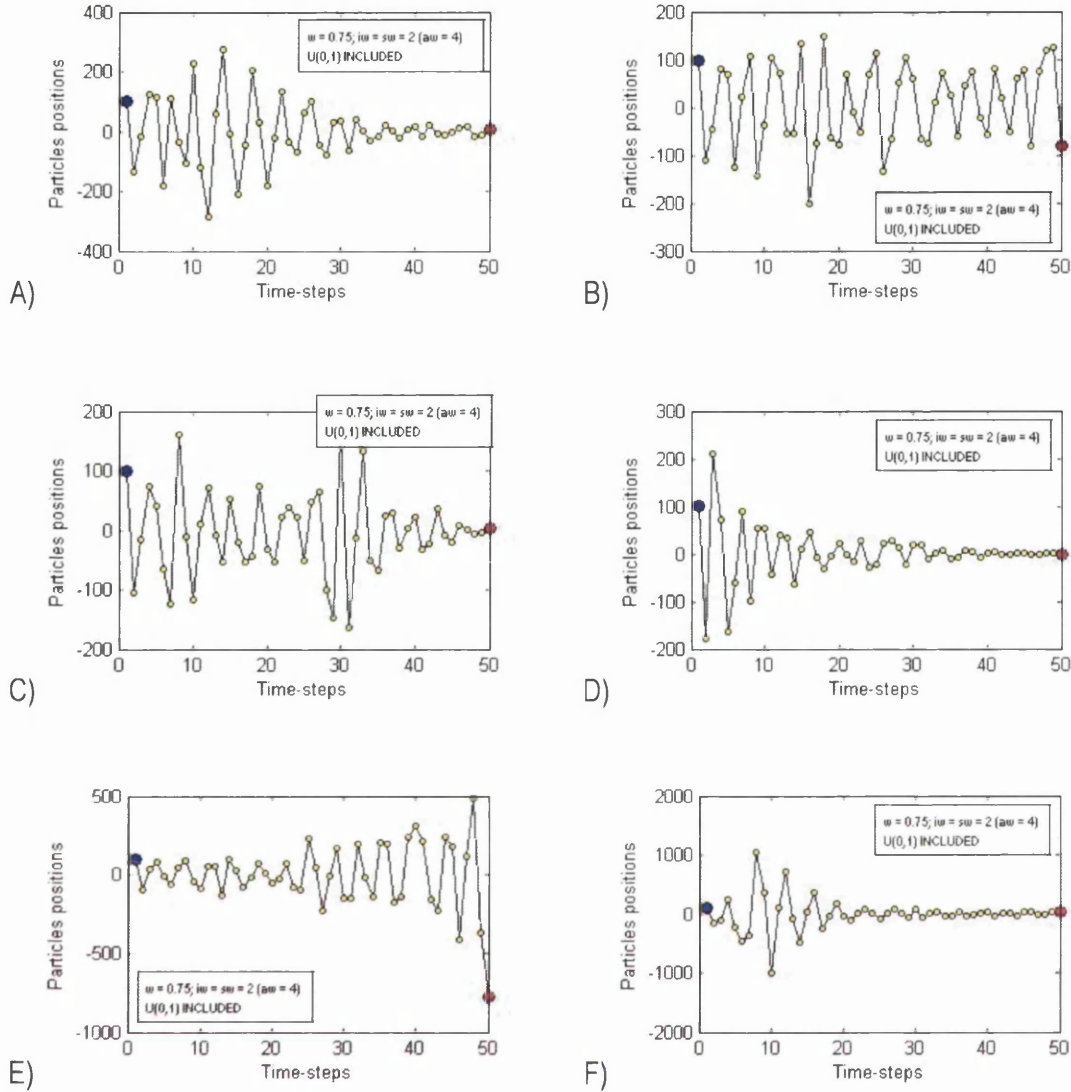 400
200
0
-200
-400
Particles positions
w = 0.75; iw = sw = 2 (aw = 4)
U(0,1) INCLUDED
0 10 20 30 40 50
Time-steps
A)
200
100
0
-100
-200
-300
Particles positions
w = 0.75; iw = sw = 2 (aw = 4)
U(0,1) INCLUDED
0 10 20 30 40 50
Time-steps
B)
200
100
0
-100
-200
Particles positions
w = 0.75; iw = sw = 2 (aw = 4)
U(0,1) INCLUDED
0 10 20 30 40 50
Time-steps
C)
300
200
100
0
-100
-200
Particles positions
w = 0.75; iw = sw = 2 (aw = 4)
U(0,1) INCLUDED
0 10 20 30 40 50
Time-steps
D)
500
0
-500
-1000
Particles positions
w = 0.75; iw = sw = 2 (aw = 4)
U(0,1) INCLUDED
0 10 20 30 40 50
Time-steps
E)
2000
1000
0
-1000
-2000
Particles positions
w = 0.75; iw = sw = 2 (aw = 4)
U(0,1) INCLUDED
0 10 20 30 40 50
Time-steps
F)